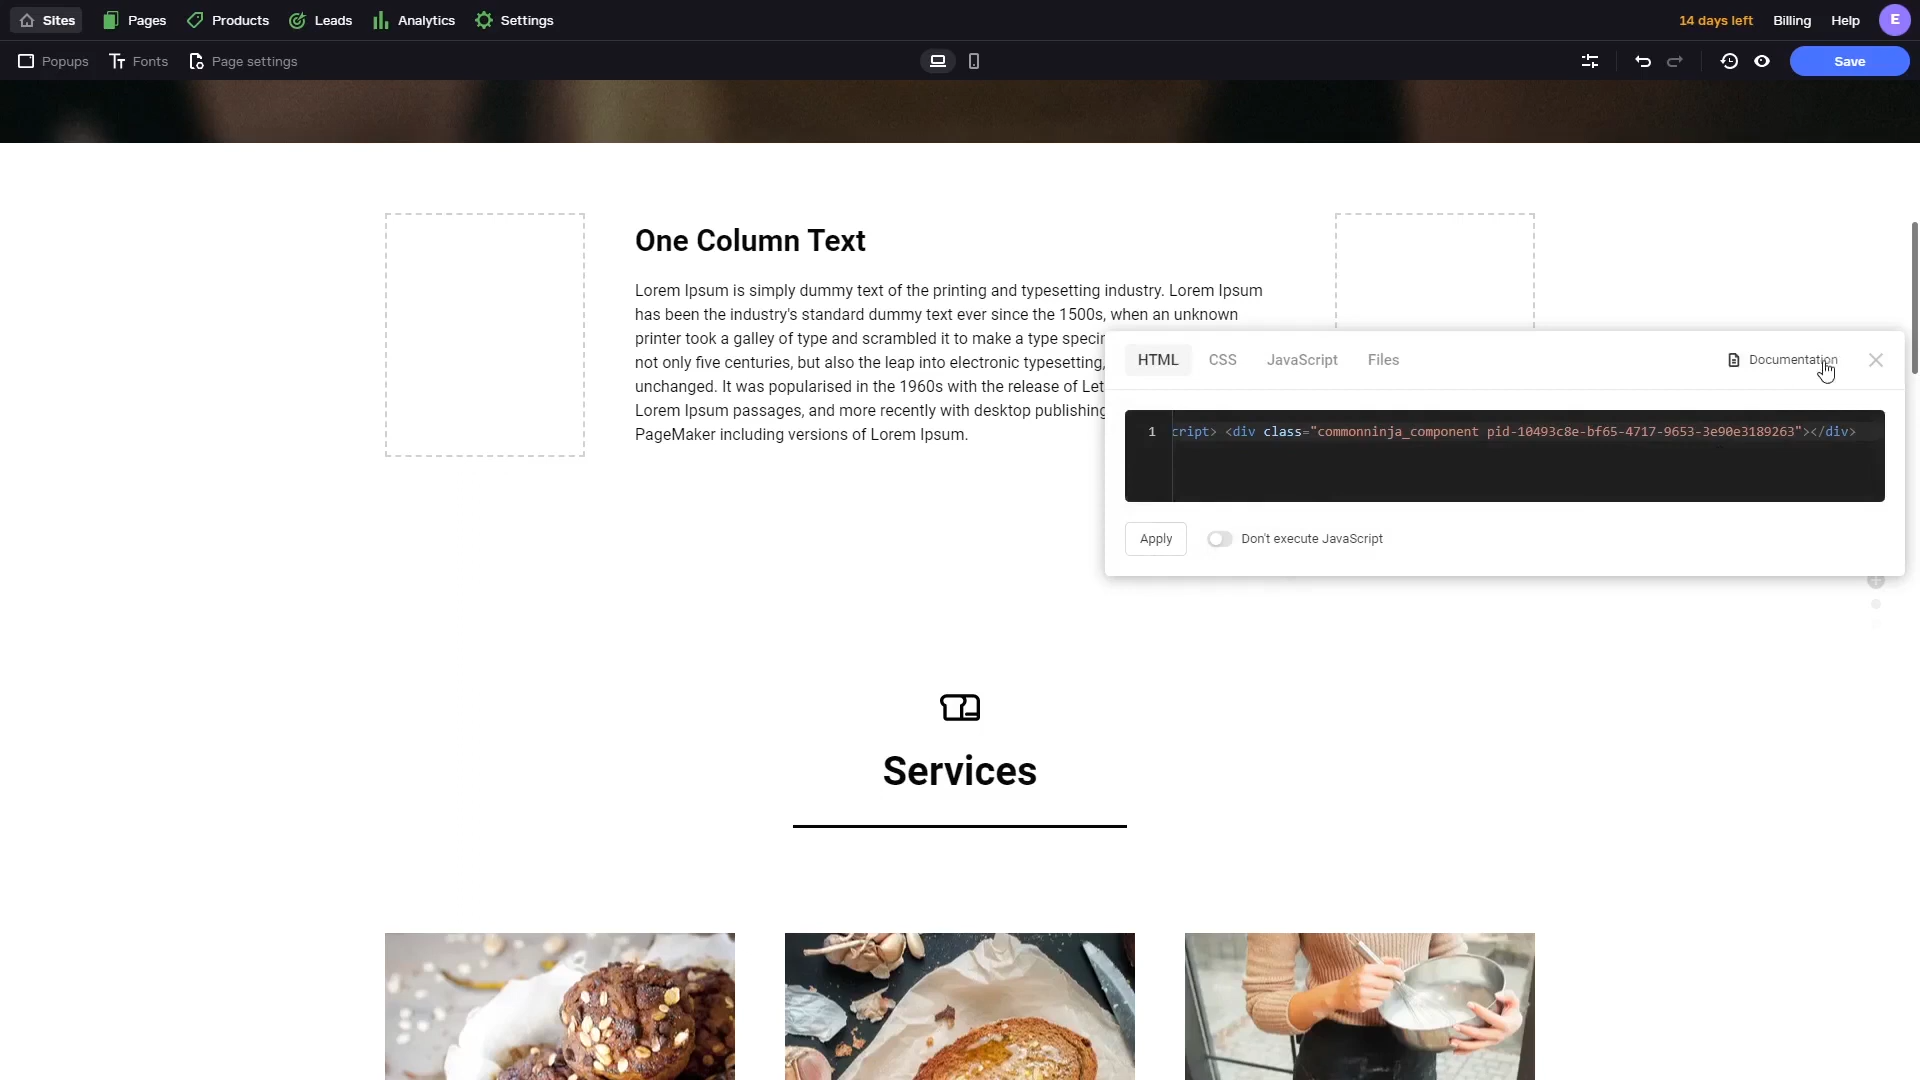 Sites Pages Products Leads Analytics Settings 14 days left Billing Help E
Popups Fonts Page settings Save
One Column Text
Lorem Ipsum is simply dummy text of the printing and typesetting industry. Lorem Ipsum
has been the industry's standard dummy text ever since the 1500s, when an unknown
printer took a galley of type and scrambled it to make a type
not only five centuries, but also the leap into electronic typesetting,
unchanged. It was popularised in the 1960s with the release of
Lorem Ipsum passages, and more recently with desktop publishing
PageMaker including versions of Lorem Ipsum.
HTML CSS JavaScript Files Documentation
1 cript> <div class="commonninja_component pid-10493c8e-bf65-4717-9653-3e90e3189263"></div>
Apply Don't execute JavaScript
Services